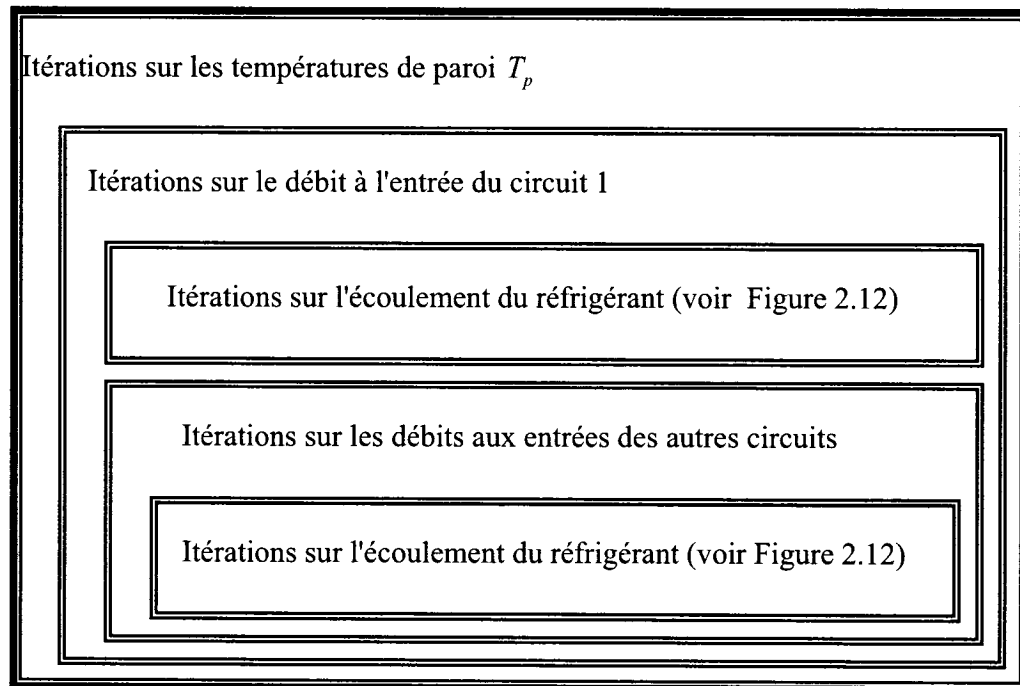 Itérations sur les températures de paroi T_p
Itérations sur le débit à l'entrée du circuit 1
Itérations sur l'écoulement du réfrigérant (voir Figure 2.12)
Itérations sur les débits aux entrées des autres circuits
Itérations sur l'écoulement du réfrigérant (voir Figure 2.12)